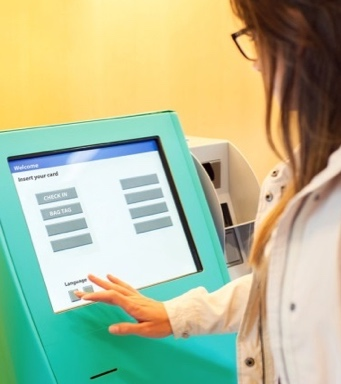 Welcome
Insert your card
CHECK IN
BAG TAG
Language